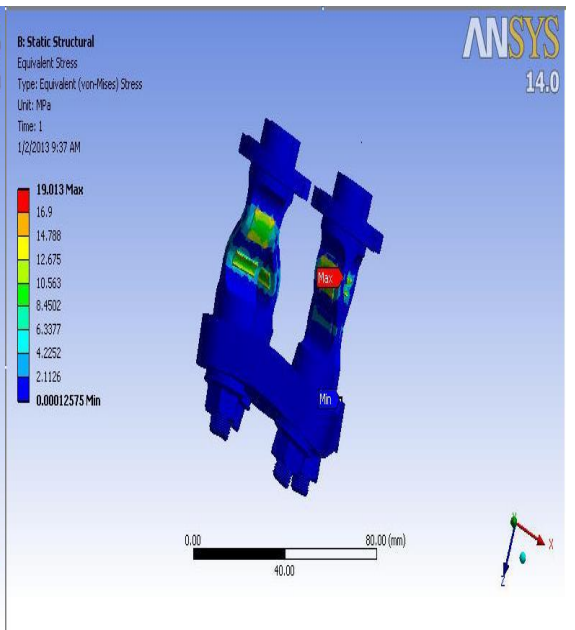 B: Static Structural
Equivalent Stress
Type: Equivalent (von-Mises) Stress
Unit: MPa
Time: 1
1/2/2013 9:37 AM
ANSYS
14.0
19.013 Max
16.9
14.788
12.675
10.563
8.4502
6.3377
4.2252
2.1126
0.00012575 Min
Max
Min
0.00
80.00 (mm)
40.00
Y
X
Z